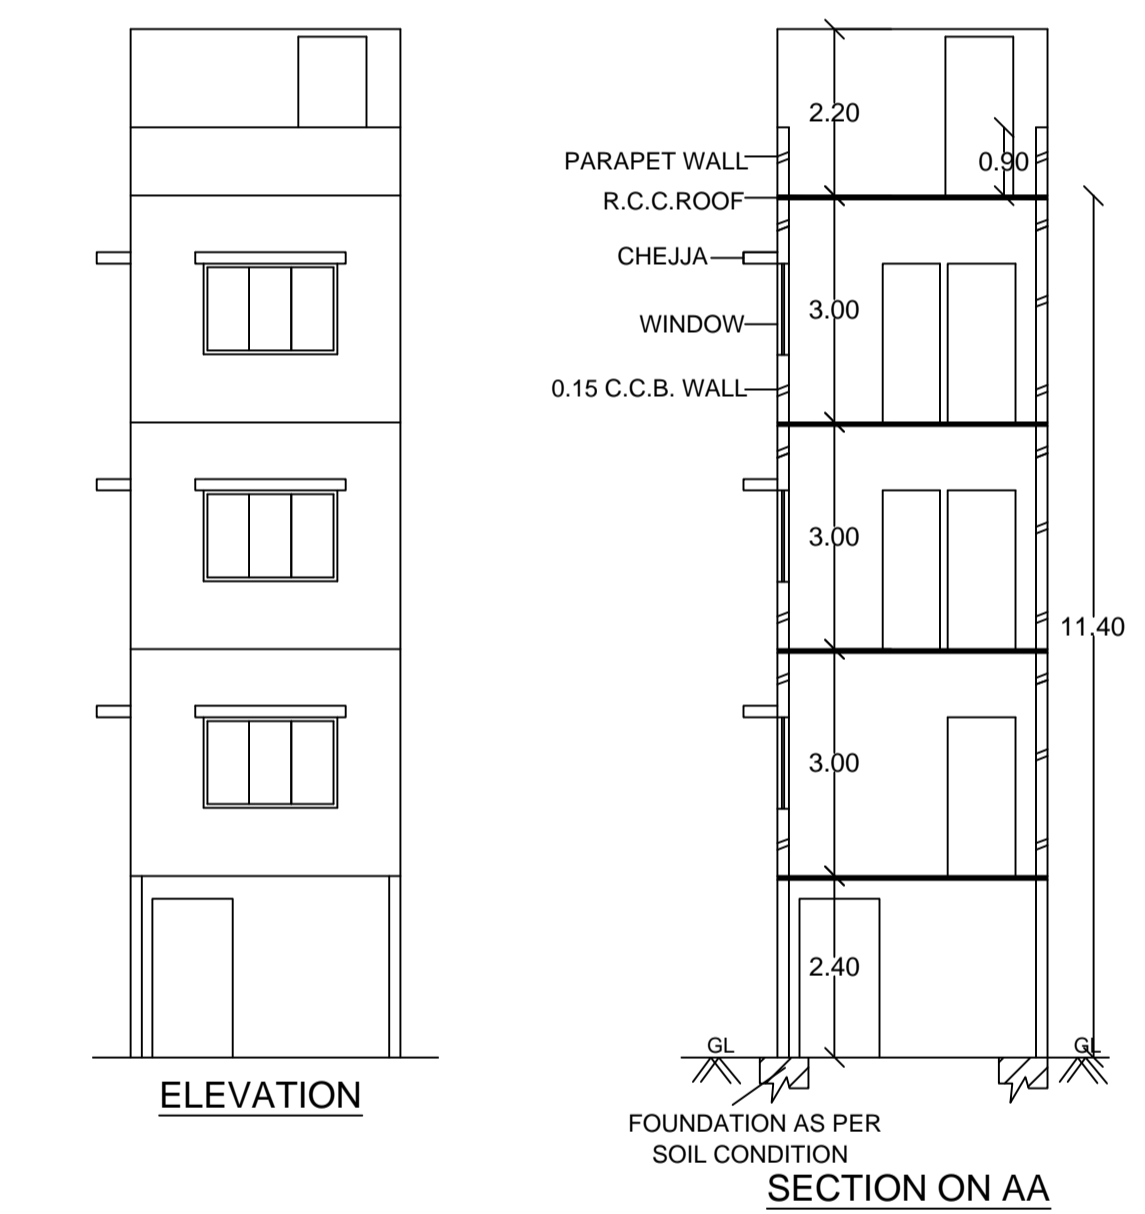 2.20
PARAPET WALL
0.90
R.C.C.ROOF
CHEJJA
WINDOW
3.00
0.15 C.C.B. WALL
3.00
11.40
3.00
2.40
GL
GL
ELEVATION
FOUNDATION AS PER
SOIL CONDITION
SECTION ON AA